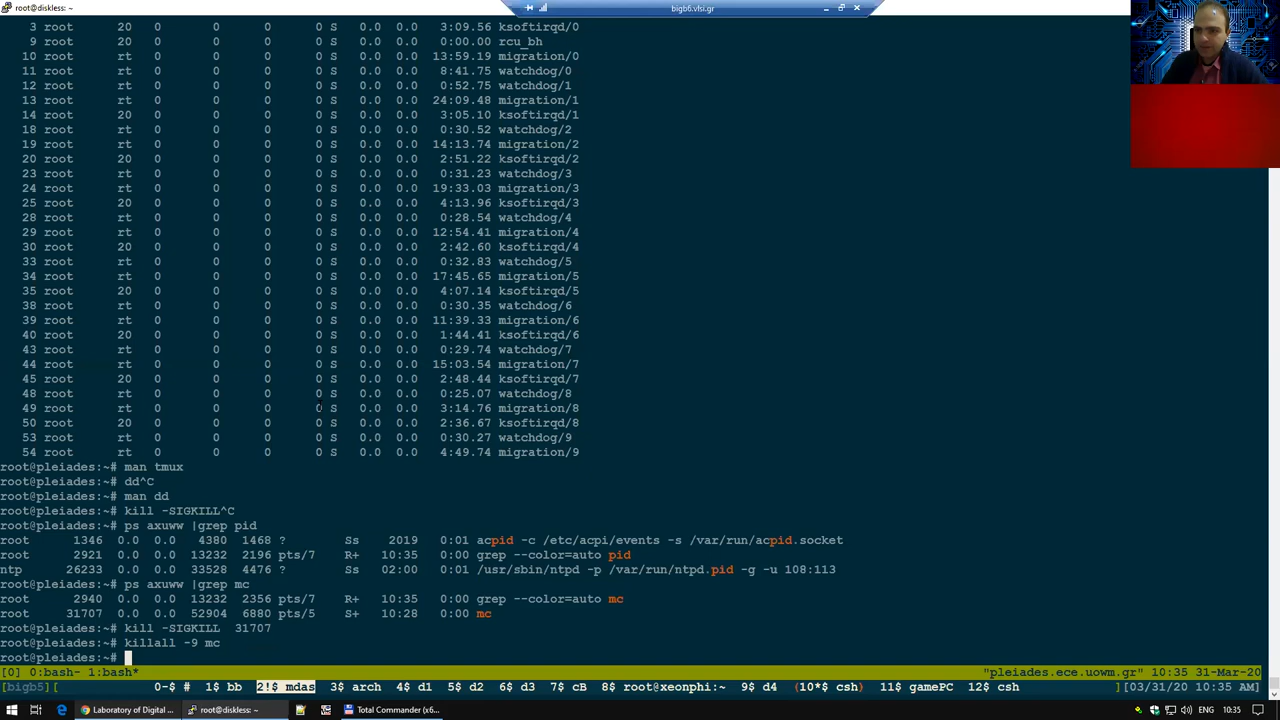 root@diskless: ~
bigb6.vlsi.gr
3 root 20 0 0 0 S 0.0 0.0 3:09.56 ksoftirqd/0
9 root 20 0 0 0 S 0.0 0.0 0:00.00 rcu_bh
10 root rt 0 0 0 S 0.0 0.0 13:59.19 migration/0
11 root rt 0 0 0 S 0.0 0.0 8:41.75 watchdog/0
12 root rt 0 0 0 S 0.0 0.0 0:52.75 watchdog/1
13 root rt 0 0 0 S 0.0 0.0 24:09.48 migration/1
14 root 20 0 0 0 S 0.0 0.0 3:05.10 ksoftirqd/1
18 root rt 0 0 0 S 0.0 0.0 0:30.52 watchdog/2
19 root rt 0 0 0 S 0.0 0.0 14:13.74 migration/2
20 root 20 0 0 0 S 0.0 0.0 2:51.22 ksoftirqd/2
23 root rt 0 0 0 S 0.0 0.0 0:31.23 watchdog/3
24 root rt 0 0 0 S 0.0 0.0 19:33.03 migration/3
25 root 20 0 0 0 S 0.0 0.0 4:13.96 ksoftirqd/3
28 root rt 0 0 0 S 0.0 0.0 0:28.54 watchdog/4
29 root rt 0 0 0 S 0.0 0.0 12:54.41 migration/4
30 root 20 0 0 0 S 0.0 0.0 2:42.60 ksoftirqd/4
33 root rt 0 0 0 S 0.0 0.0 0:32.83 watchdog/5
34 root rt 0 0 0 S 0.0 0.0 17:45.65 migration/5
35 root 20 0 0 0 S 0.0 0.0 4:07.14 ksoftirqd/5
38 root rt 0 0 0 S 0.0 0.0 0:30.35 watchdog/6
39 root rt 0 0 0 S 0.0 0.0 11:39.33 migration/6
40 root 20 0 0 0 S 0.0 0.0 1:44.41 ksoftirqd/6
43 root rt 0 0 0 S 0.0 0.0 0:29.74 watchdog/7
44 root rt 0 0 0 S 0.0 0.0 15:03.54 migration/7
45 root 20 0 0 0 S 0.0 0.0 2:48.44 ksoftirqd/7
48 root rt 0 0 0 S 0.0 0.0 0:25.07 watchdog/8
49 root rt 0 0 0 S 0.0 0.0 3:14.76 migration/8
50 root 20 0 0 0 S 0.0 0.0 2:36.67 ksoftirqd/8
53 root rt 0 0 0 S 0.0 0.0 0:30.27 watchdog/9
54 root rt 0 0 0 S 0.0 0.0 4:49.74 migration/9
root@pleiades:~# man tmux
root@pleiades:~# dd^C
root@pleiades:~# man dd
root@pleiades:~# kill -SIGKILL^C
root@pleiades:~# ps axuww |grep pid
root 1346 0.0 0.0 4380 1468 ? Ss 2019 0:01 acpid -c /etc/acpi/events -s /var/run/acpid.socket
root 2921 0.0 0.0 13232 2196 pts/7 R+ 10:35 0:00 grep --color=auto pid
ntp 26233 0.0 0.0 33528 4476 ? Ss 02:00 0:01 /usr/sbin/ntpd -p /var/run/ntpd.pid -g -u 108:113
root@pleiades:~# ps axuww |grep mc
root 2940 0.0 0.0 13232 2356 pts/7 R+ 10:35 0:00 grep --color=auto mc
root 31707 0.0 0.0 52904 6880 pts/5 S+ 10:28 0:00 mc
root@pleiades:~# kill -SIGKILL 31707
root@pleiades:~# killall -9 mc
root@pleiades:~#
[0] 0:bash- 1:bash* "pleiades.ece.uowm.gr" 10:35 31-Mar-20
[bigb5][ 0-$ # 1$ bb 2!$ mdas 3$ arch 4$ d1 5$ d2 6$ d3 7$ cB 8$ root@xeonphi:~ 9$ d4 (10*$ csh) 11$ gamePC 12$ csh ][03/31/20 10:35 AM]
Laboratory of Digital ... root@diskless: ~ Total Commander (x6... ENG 10:35